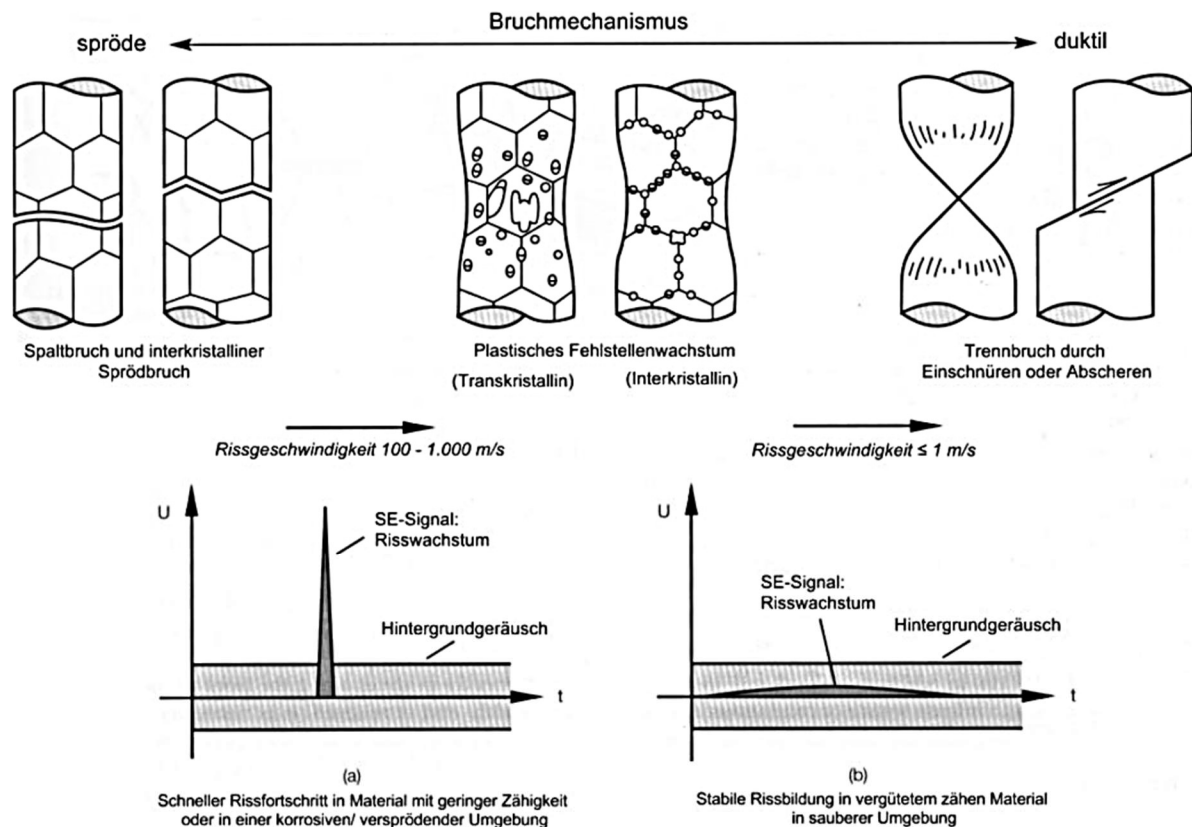 Bruchmechanismus
spröde
duktil
Spaltbruch und interkristalliner
Sprödbruch
Plastisches Fehlstellenwachstum
(Transkristallin)
(Interkristallin)
Trennbruch durch
Einschnüren oder Abscheren
Rissgeschwindigkeit 100 - 1.000 m/s
Rissgeschwindigkeit ≤ 1 m/s
U
SE-Signal:
Risswachstum
Hintergrundgeräusch
t
(a)
Schneller Rissfortschritt in Material mit geringer Zähigkeit
oder in einer korrosiven/ versprödender Umgebung
U
SE-Signal:
Risswachstum
Hintergrundgeräusch
t
(b)
Stabile Rissbildung in vergütetem zähen Material
in sauberer Umgebung